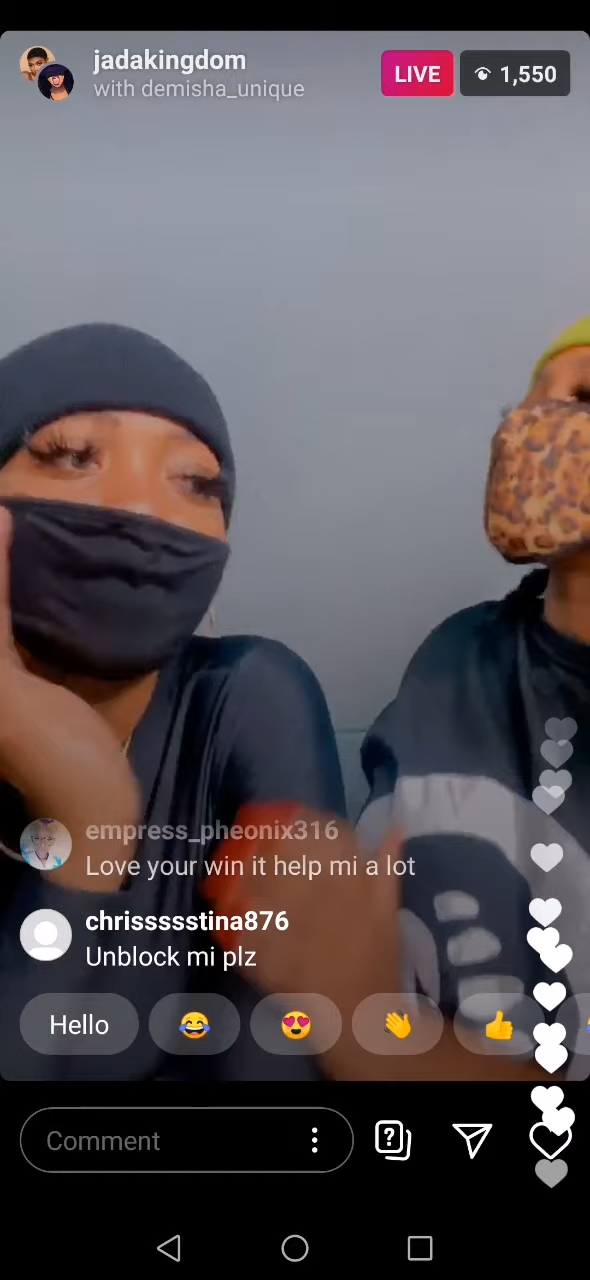 jadakingdom
with demisha_unique
LIVE
1,550
empress_pheonix316
Love your win it help mi a lot
chrisssssstina876
Unblock mi plz
Hello
Comment
?